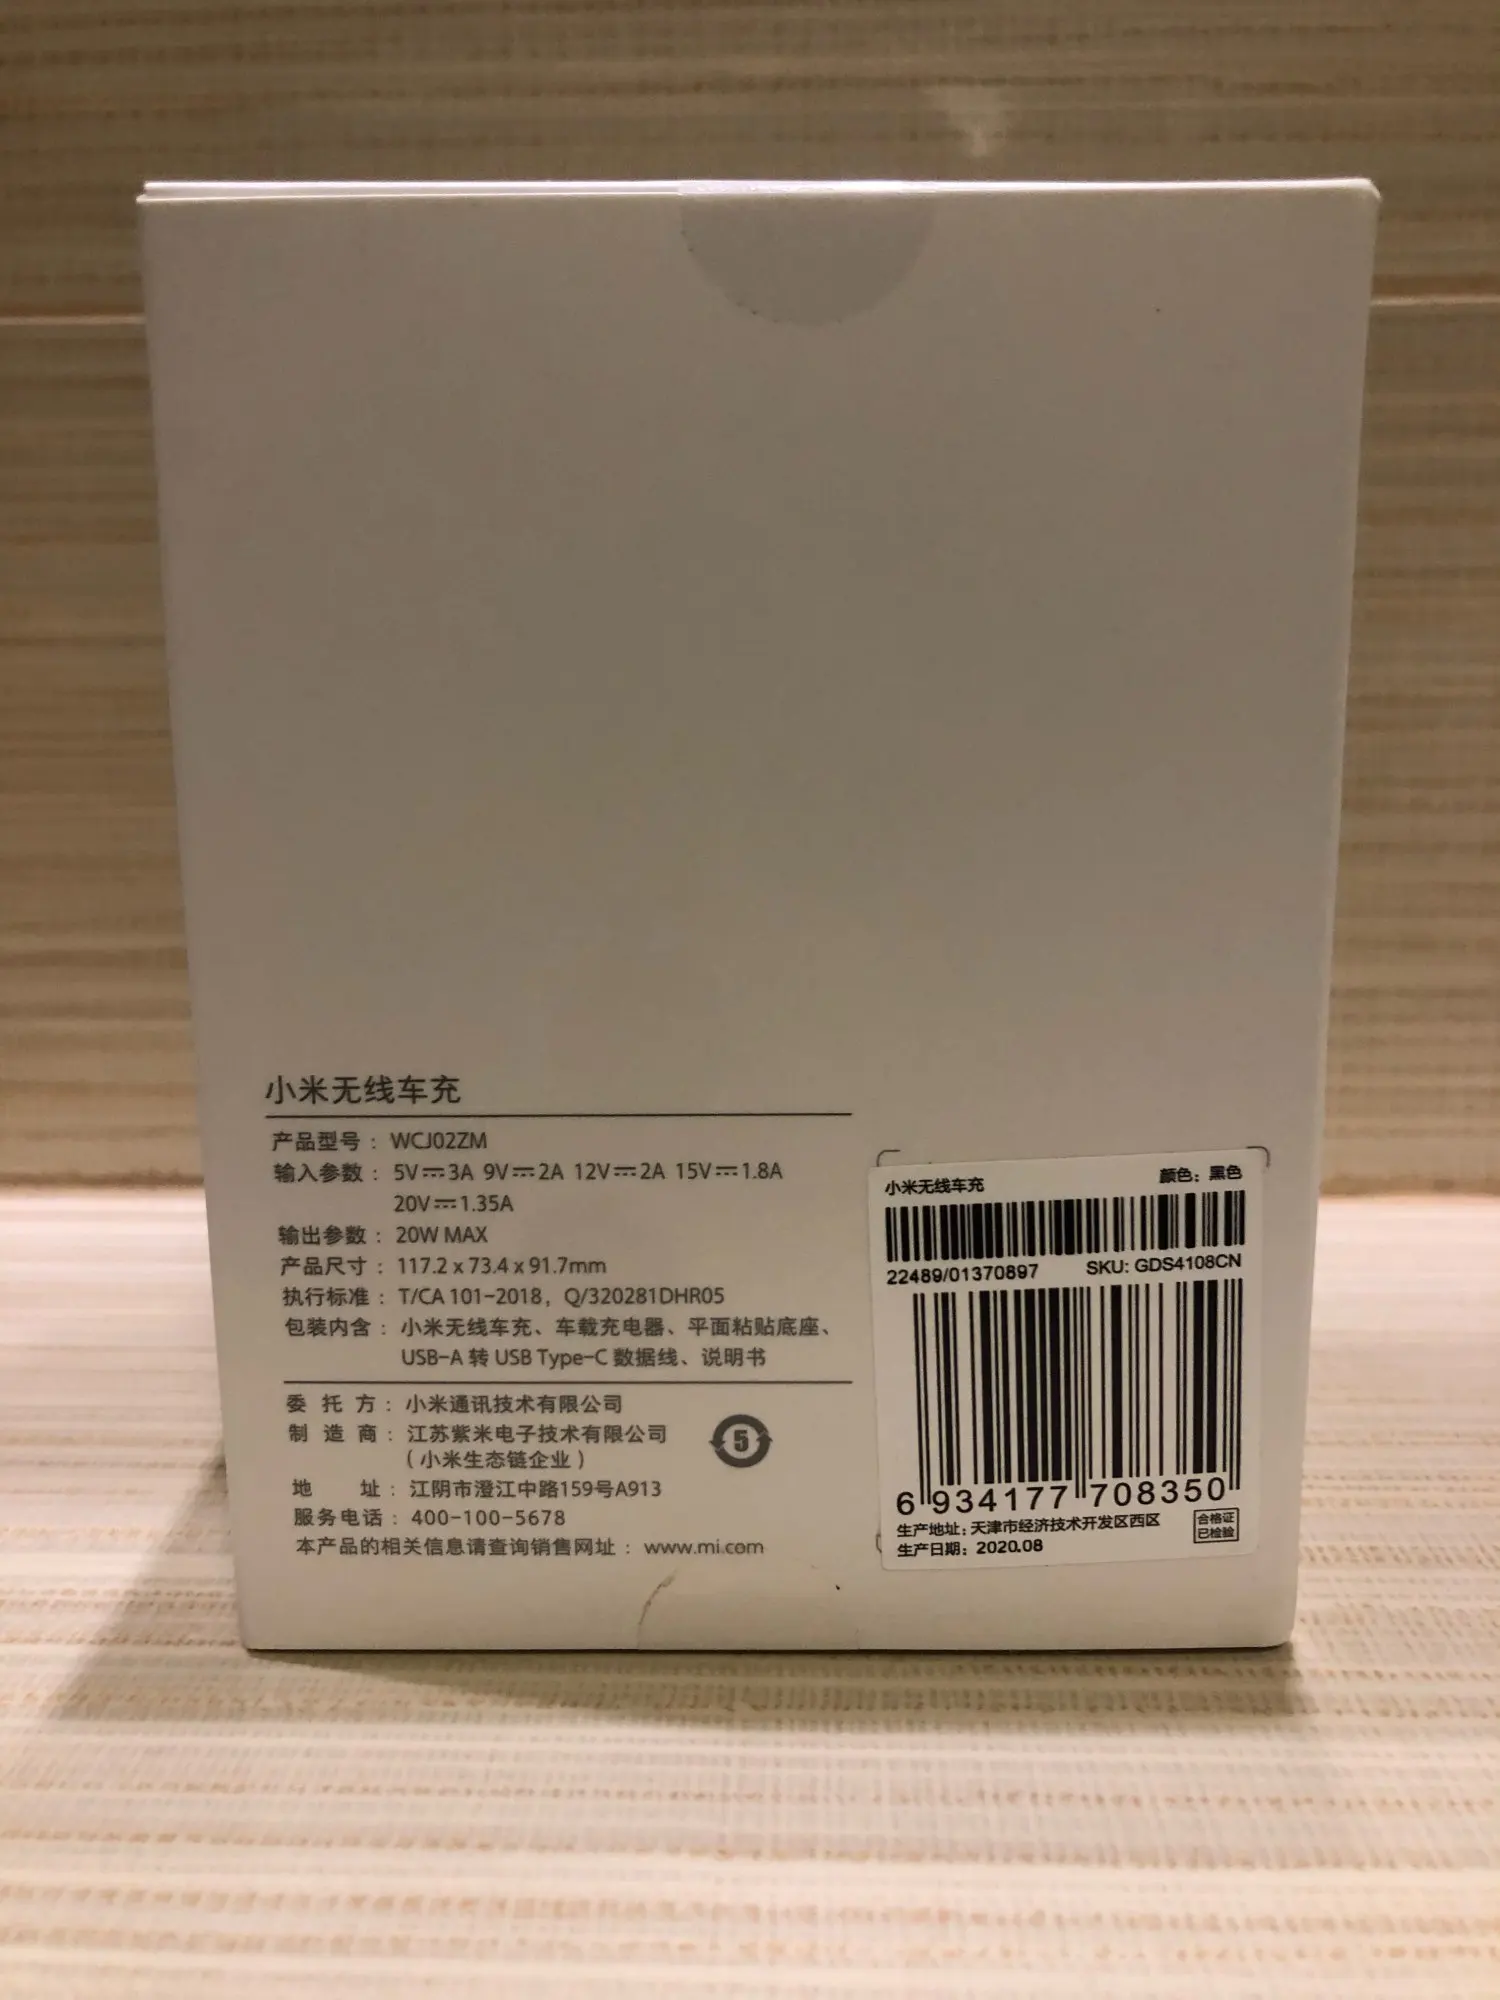 小米无线车充
产品型号：WCJ02ZM
输入参数：5V⎓3A 9V⎓2A 12V⎓2A 15V⎓1.8A
20V⎓1.35A
输出参数：20W MAX
产品尺寸：117.2 x 73.4 x 91.7mm
执行标准：T/CA 101-2018，Q/320281DHR05
包装内含：小米无线车充、车载充电器、平面粘贴底座、
USB-A 转 USB Type-C 数据线、说明书
委托方：小米通讯技术有限公司
制造商：江苏紫米电子技术有限公司
（小米生态链企业）
地址：江阴市澄江中路159号A913
服务电话：400-100-5678
本产品的相关信息请查询销售网址：www.mi.com
5
小米无线车充 颜色：黑色
22489/01370897 SKU: GDS4108CN
6 934177 708350
生产地址：天津市经济技术开发区西区
生产日期：2020.08
合格证
已检验